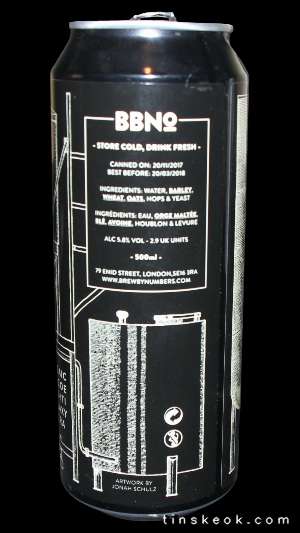 BBNo
- STORE COLD, DRINK FRESH -
CANNED ON: 20/11/2017
BEST BEFORE: 20/03/2018
INGREDIENTS: WATER, BARLEY,
WHEAT, OATS, HOPS & YEAST
INGRÉDIENTS: EAU, ORGE MALTÉE,
BLÉ, AVOINE, HOUBLON & LEVURE
ALC 5.8% VOL - 2.9 UK UNITS
- 500ml -
79 ENID STREET, LONDON, SE16 3RA
WWW.BREWBYNUMBERS.COM
ARTWORK BY
JONAH SCHULZ
tinskeok.com